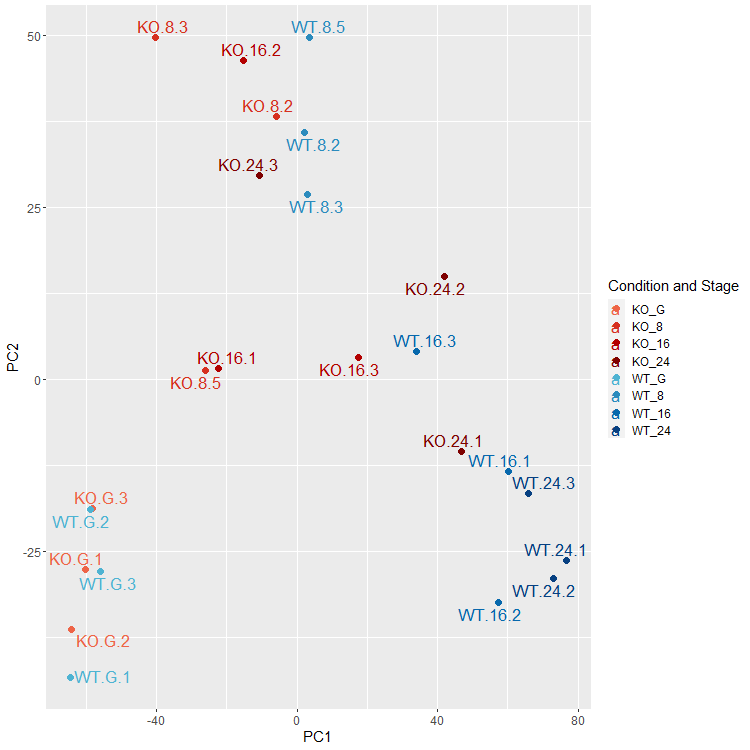 KO.8.3
WT.8.5
KO.16.2
KO.8.2
WT.8.2
KO.24.3
WT.8.3
KO.24.2
WT.16.3
KO.16.1
KO.16.3
KO.8.5
KO.24.1
WT.16.1
WT.24.3
KO.G.3
WT.G.2
WT.24.1
KO.G.1
WT.G.3
WT.24.2
WT.16.2
KO.G.2
WT.G.1
50
25
0
-25
PC2
-40
0
40
80
PC1
Condition and Stage
a KO_G
a KO_8
a KO_16
a KO_24
a WT_G
a WT_8
a WT_16
a WT_24